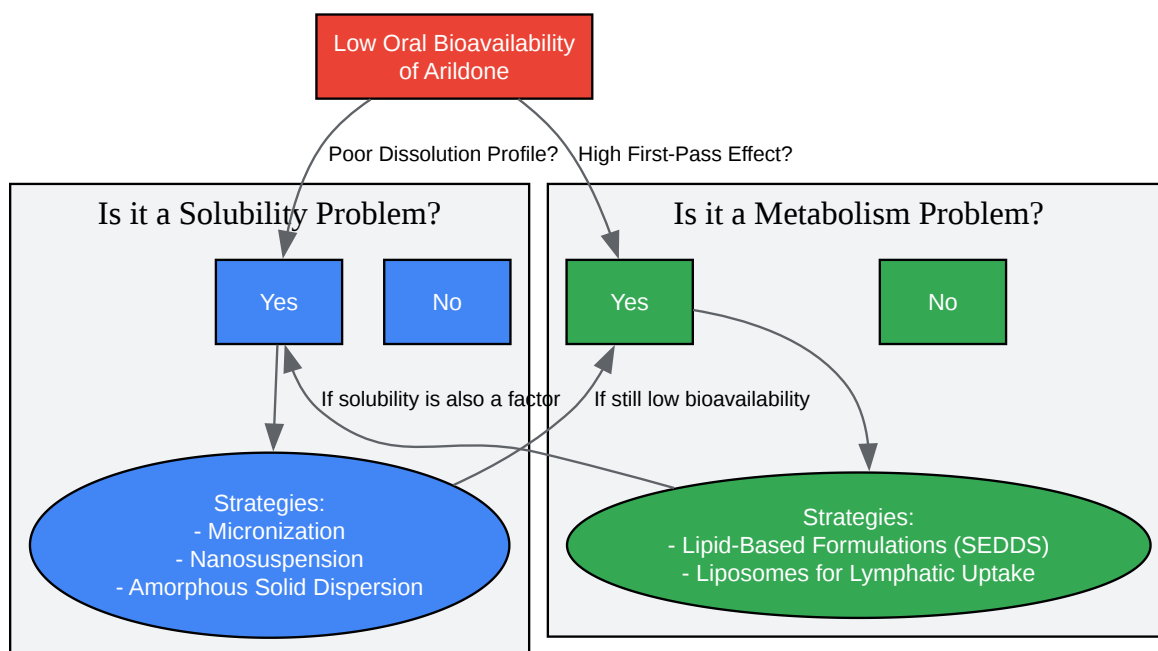 Low Oral Bioavailability
of Arildone
Poor Dissolution Profile?
High First-Pass Effect?
Is it a Solubility Problem?
Is it a Metabolism Problem?
Yes
No
Yes
No
If solubility is also a factor
If still low bioavailability
Strategies:
- Micronization
- Nanosuspension
- Amorphous Solid Dispersion
Strategies:
- Lipid-Based Formulations (SEDDS)
- Liposomes for Lymphatic Uptake